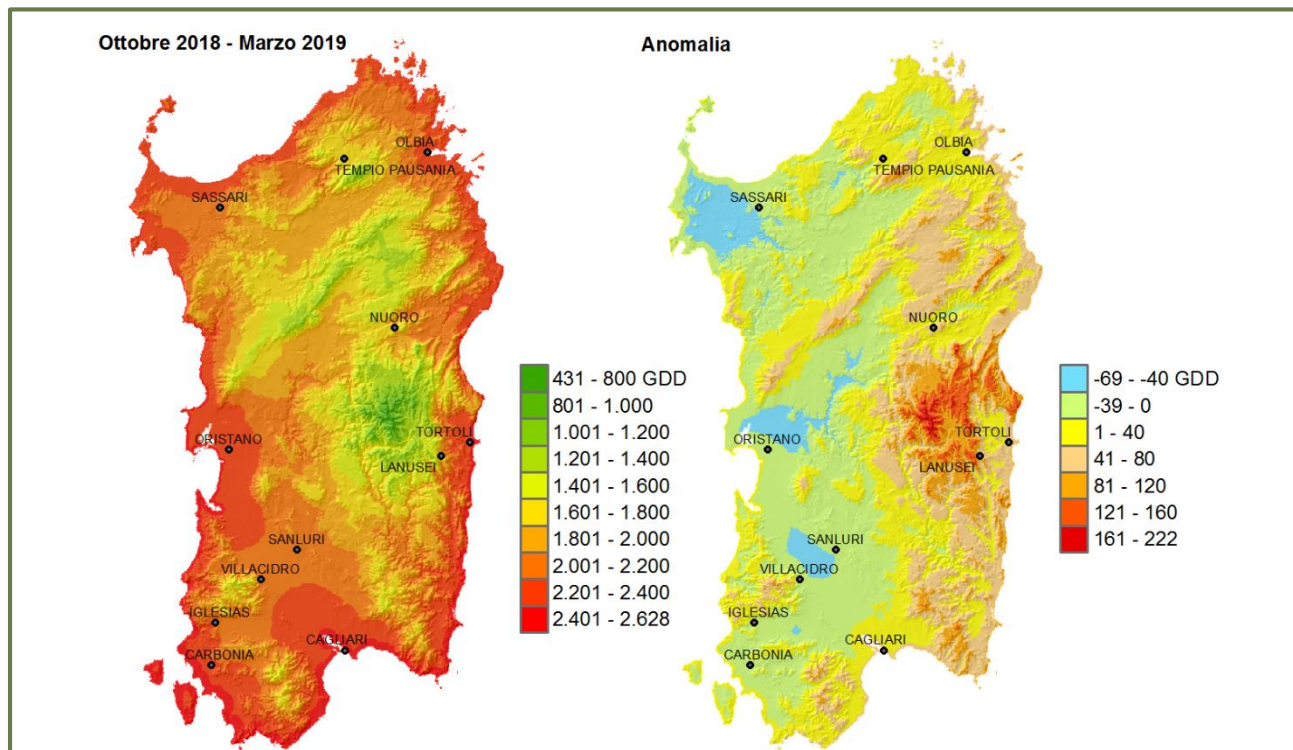 Ottobre 2018 - Marzo 2019
OLBIA
TEMPIO PAUSANIA
SASSARI
NUORO
ORISTANO
TORTOLI
LANUSEI
SANLURI
VILLACIDRO
IGLESIAS
CAGLIARI
CARBONIA
431 - 800 GDD
801 - 1.000
1.001 - 1.200
1.201 - 1.400
1.401 - 1.600
1.601 - 1.800
1.801 - 2.000
2.001 - 2.200
2.201 - 2.400
2.401 - 2.628
Anomalia
OLBIA
TEMPIO PAUSANIA
SASSARI
NUORO
ORISTANO
TORTOLI
LANUSEI
SANLURI
VILLACIDRO
IGLESIAS
CAGLIARI
CARBONIA
-69 - -40 GDD
-39 - 0
1 - 40
41 - 80
81 - 120
121 - 160
161 - 222